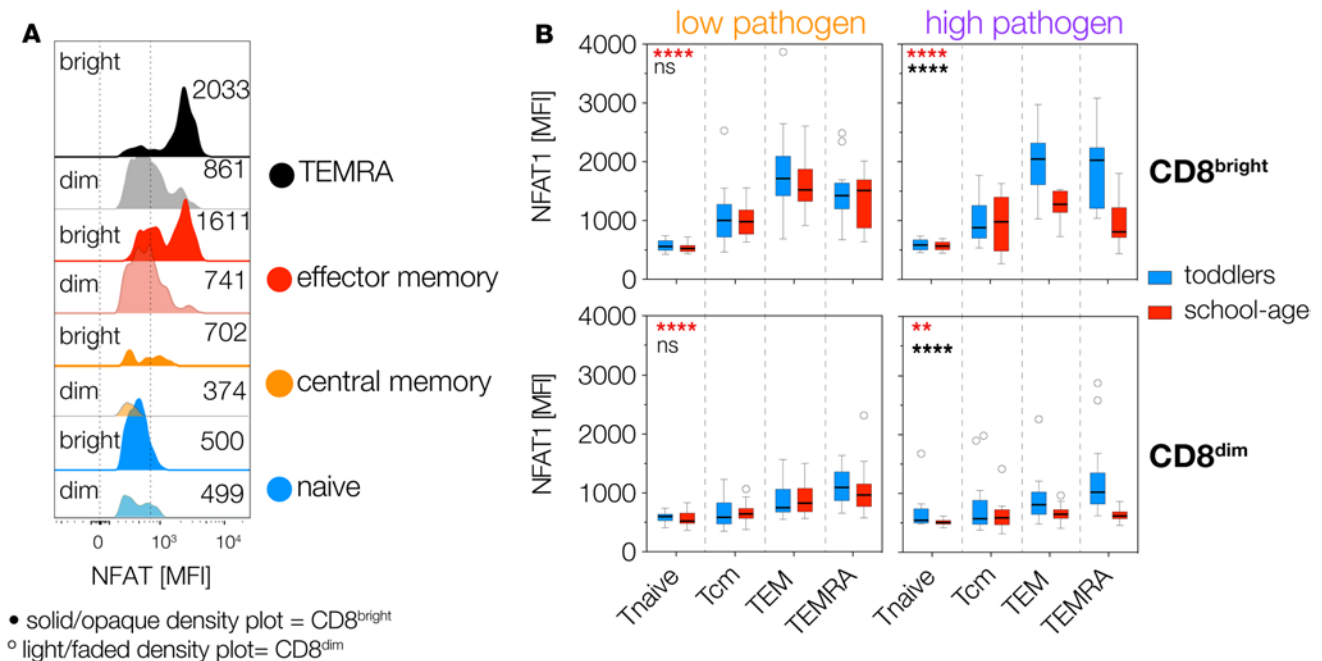 A
bright
2033
dim
861
bright
1611
dim
741
bright
702
dim
374
bright
500
dim
499
0
10³
10⁴
NFAT [MFI]
TEMRA
effector memory
central memory
naive
• solid/opaque density plot = CD8bright
° light/faded density plot= CD8dim
B
low pathogen
high pathogen
NFAT1 [MFI]
4000
3000
2000
1000
0
****
ns
****
****
CD8bright
toddlers
school-age
NFAT1 [MFI]
4000
3000
2000
1000
0
****
ns
**
****
CD8dim
Tnaive
Tcm
TEM
TEMRA
Tnaive
Tcm
TEM
TEMRA